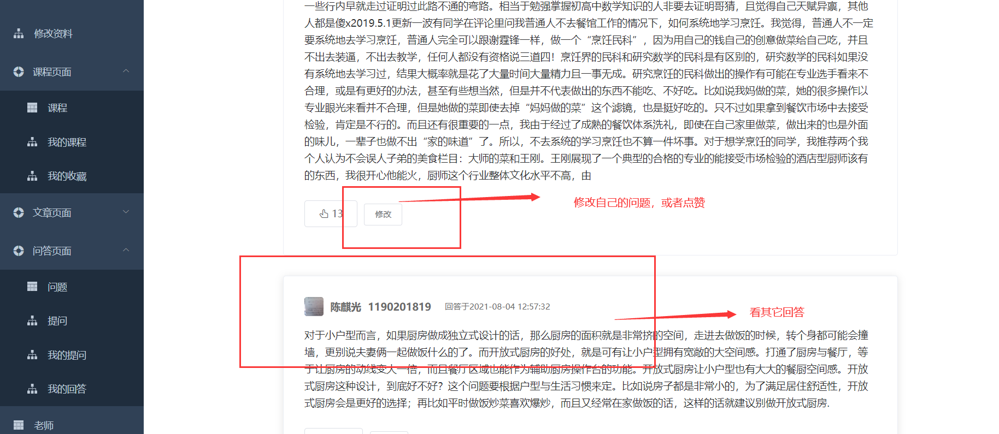 修改资料
课程页面
课程
我的课程
我的收藏
文章页面
问答页面
问题
提问
我的提问
我的回答
老师
一些行内早就走过证明过此路不通的弯路。相当于勉强掌握初高中数学知识的人非要去证明哥猜，且觉得自己天赋异禀，其他
人都是傻x2019.5.1更新一波有同学在评论里问我普通人不去餐馆工作的情况下，如何系统地学习烹饪。我觉得，普通人不一定
要系统地去学习烹饪，普通人完全可以跟谢霆锋一样，做一个“烹饪民科”，因为用自己的钱自己的创意做菜给自己吃，并且
不出去装逼，不出去教学，任何人都没有资格说三道四！烹饪界的民科和研究数学的民科是有区别的，研究数学的民科如果没
有系统地去学习过，结果大概率就是花了大量时间大量精力且一事无成。研究烹饪的民科做出的操作有可能在专业选手看来不
合理，或是有更好的办法，甚至有些想当然，但是并不代表做出的东西不能吃、不好吃。比如说我妈做的菜，她的很多操作以
专业眼光来看并不合理，但是她做的菜即使去掉“妈妈做的菜”这个滤镜，也是挺好吃的。只不过如果拿到餐饮市场中去接受
检验，肯定是不行的。而且还有很重要的一点，我由于经过了成熟的餐饮体系洗礼，即使在自己家里做菜，做出来的也是外面
的味儿，一辈子也做不出“家的味道”了。所以，不去系统的学习烹饪也不算一件坏事。对于想学烹饪的同学，我推荐两个我
个人认为不会误人子弟的美食栏目：大师的菜和王刚。王刚展现了一个典型的合格的专业的能接受市场检验的酒店型厨师该有
的东西，我很开心他能火，厨师这个行业整体文化水平不高，由
13
修改
修改自己的问题，或者点赞
陈麒光 1190201819 回答于2021-08-04 12:57:32
看其它回答
对于小户型而言，如果厨房做成独立式设计的话，那么厨房的面积就是非常挤的空间，走进去做饭的时候，转个身都可能会撞
墙，更别说夫妻俩一起做饭什么的了。而开放式厨房的好处，就是可有让小户型拥有宽敞的大空间感。打通了厨房与餐厅，等
于让厨房的动线变大一倍，而且餐厅区域也能作为辅助厨房操作台的功能。开放式厨房让小户型也有大大的餐厨空间感。开放
式厨房这种设计，到底好不好？这个问题要根据户型与生活习惯来定。比如说房子都是非常小的，为了满足居住舒适性，开放
式厨房会是更好的选择；再比如平时做饭炒菜喜欢爆炒，而且又经常在家做饭的话，这样的话就建议别做开放式厨房.